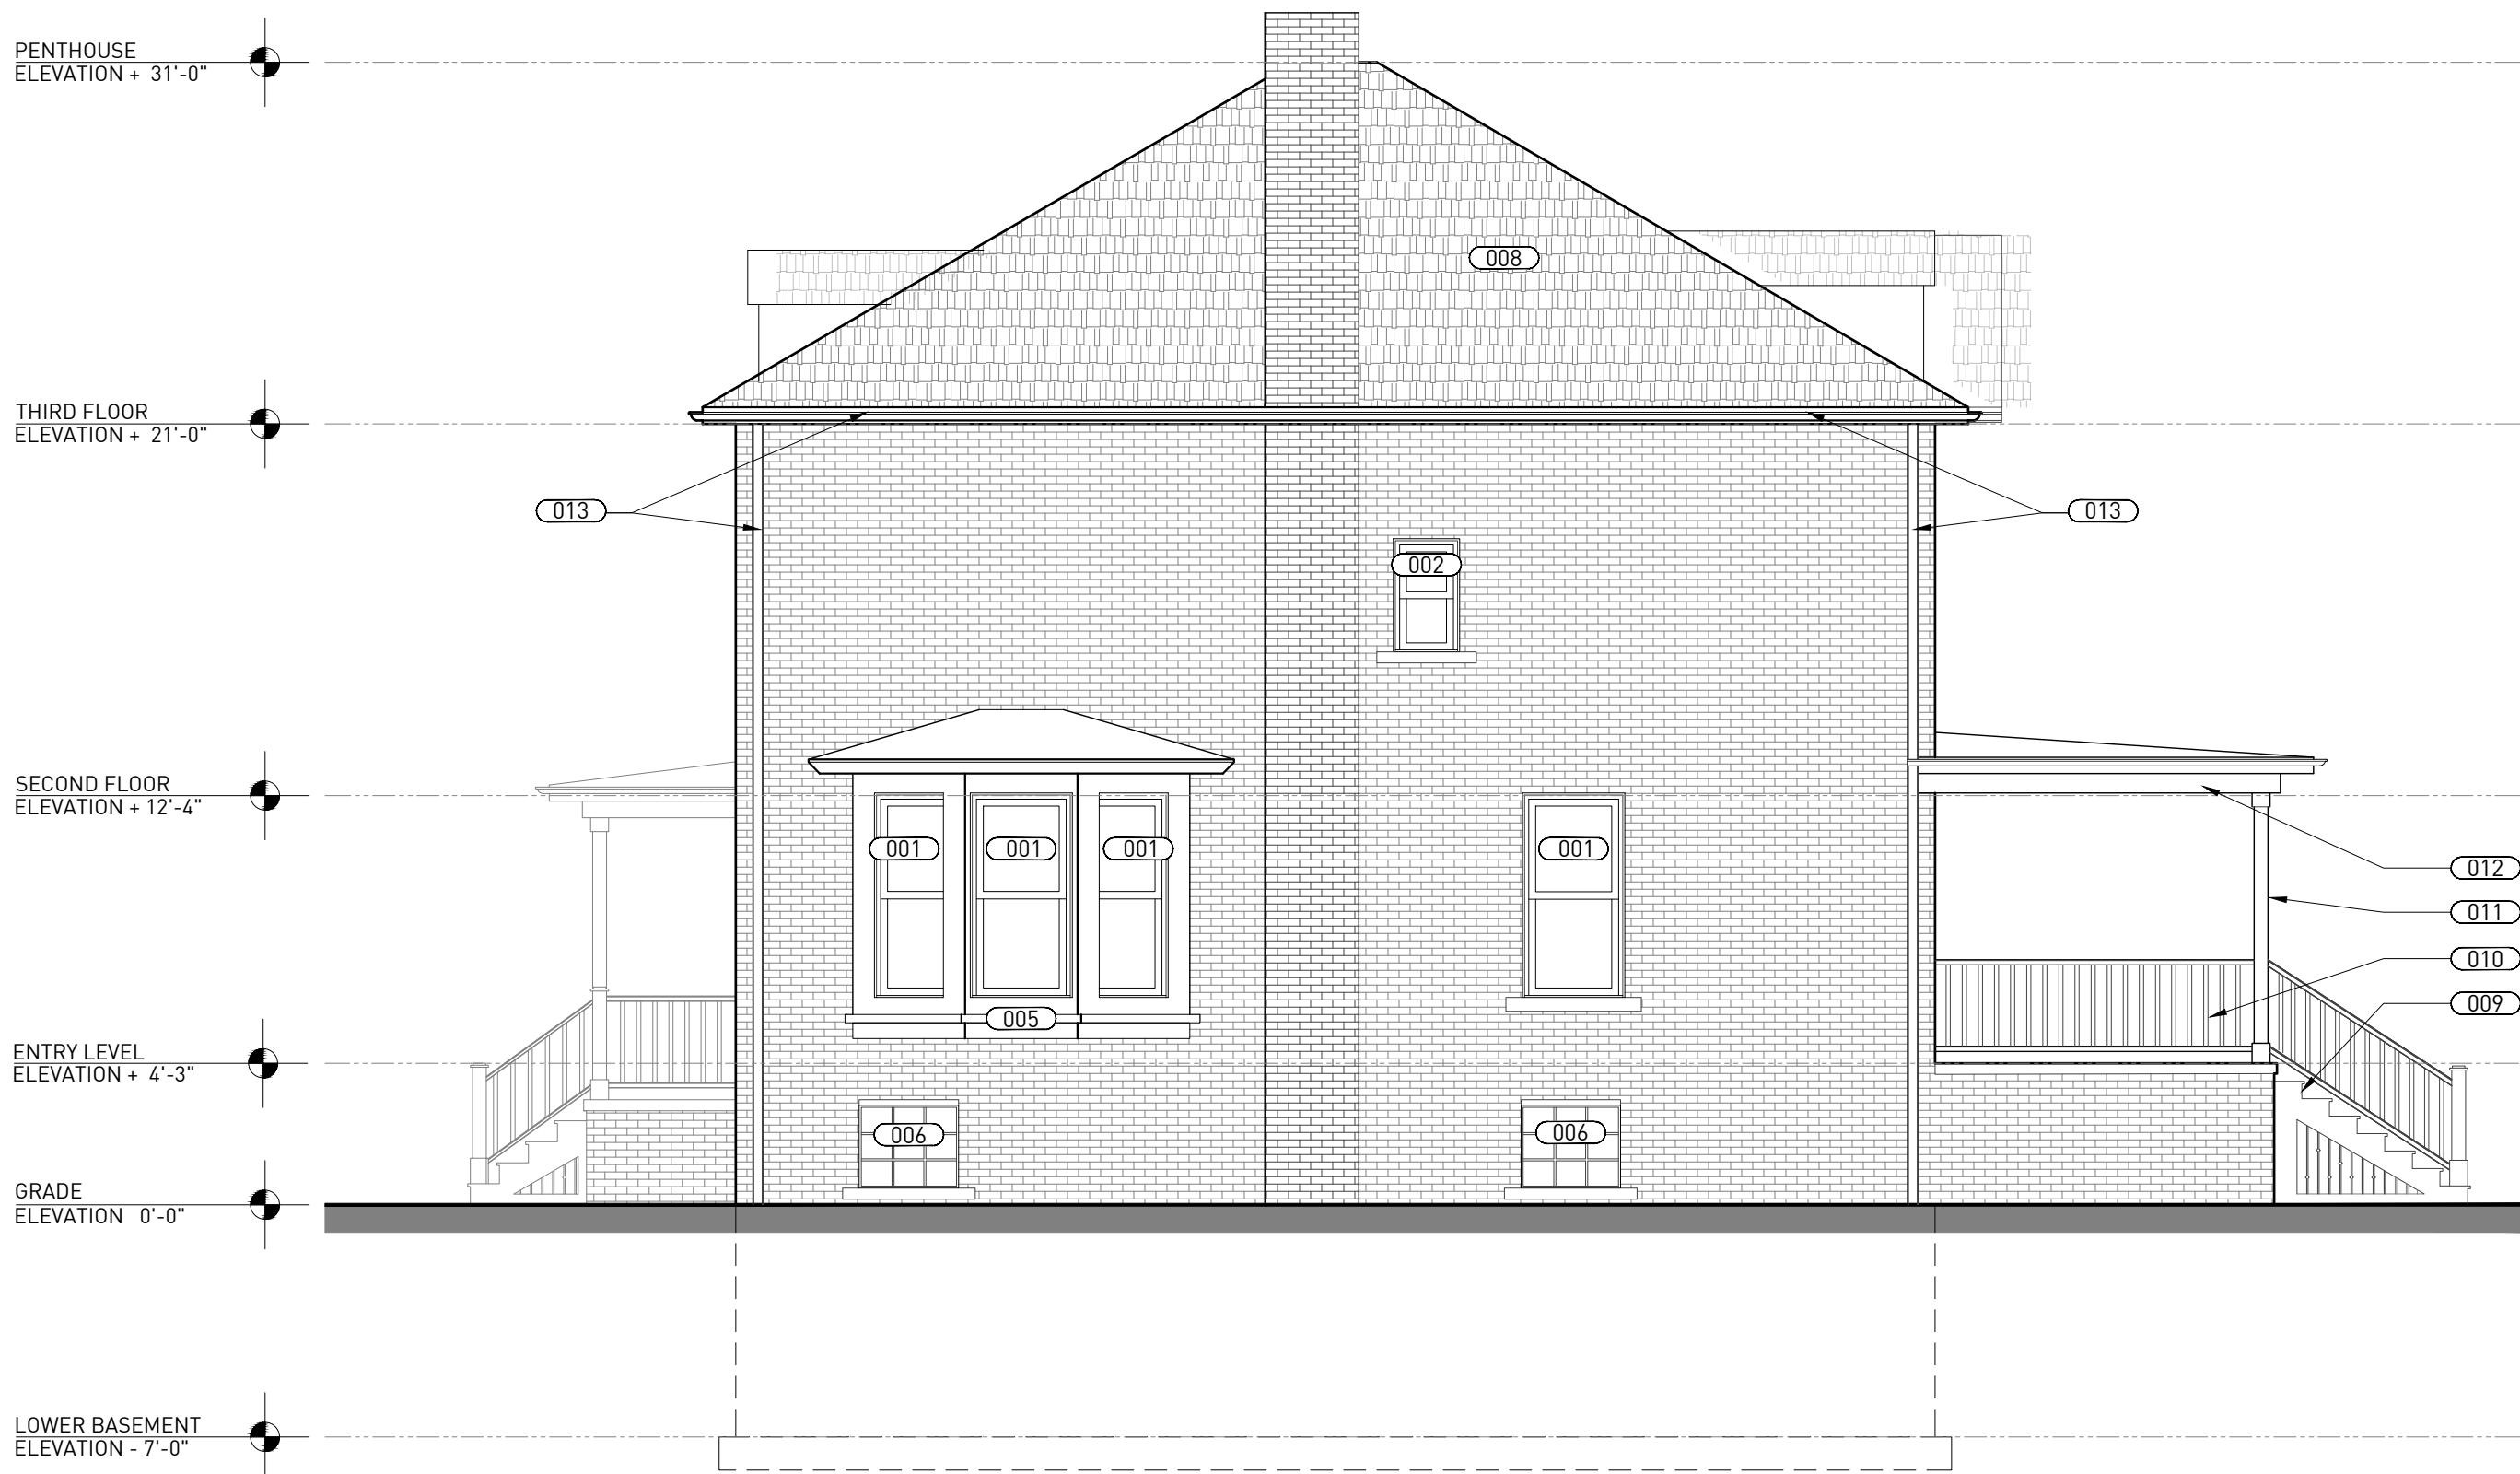 PENTHOUSE
ELEVATION + 31'-0"
008
THIRD FLOOR
ELEVATION + 21'-0"
013
013
002
SECOND FLOOR
ELEVATION + 12'-4"
001
001
001
001
012
011
010
009
005
ENTRY LEVEL
ELEVATION + 4'-3"
006
006
GRADE
ELEVATION 0'-0"
LOWER BASEMENT
ELEVATION - 7'-0"